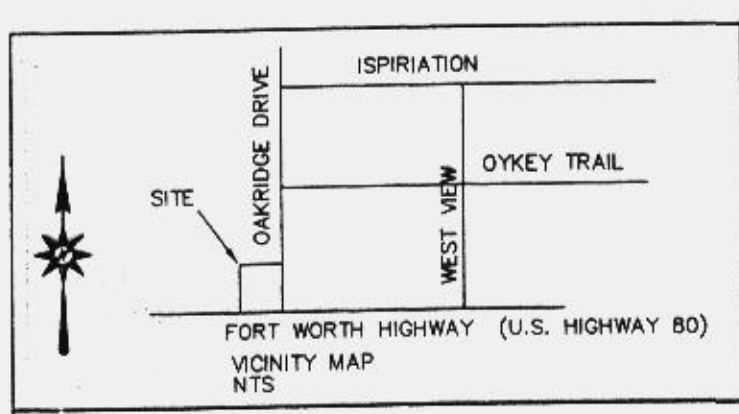 ISPIRIATION
OAKRIDGE DRIVE
OYKEY TRAIL
SITE
WEST VIEW
FORT WORTH HIGHWAY (U.S. HIGHWAY 80)
VICINITY MAP
NTS